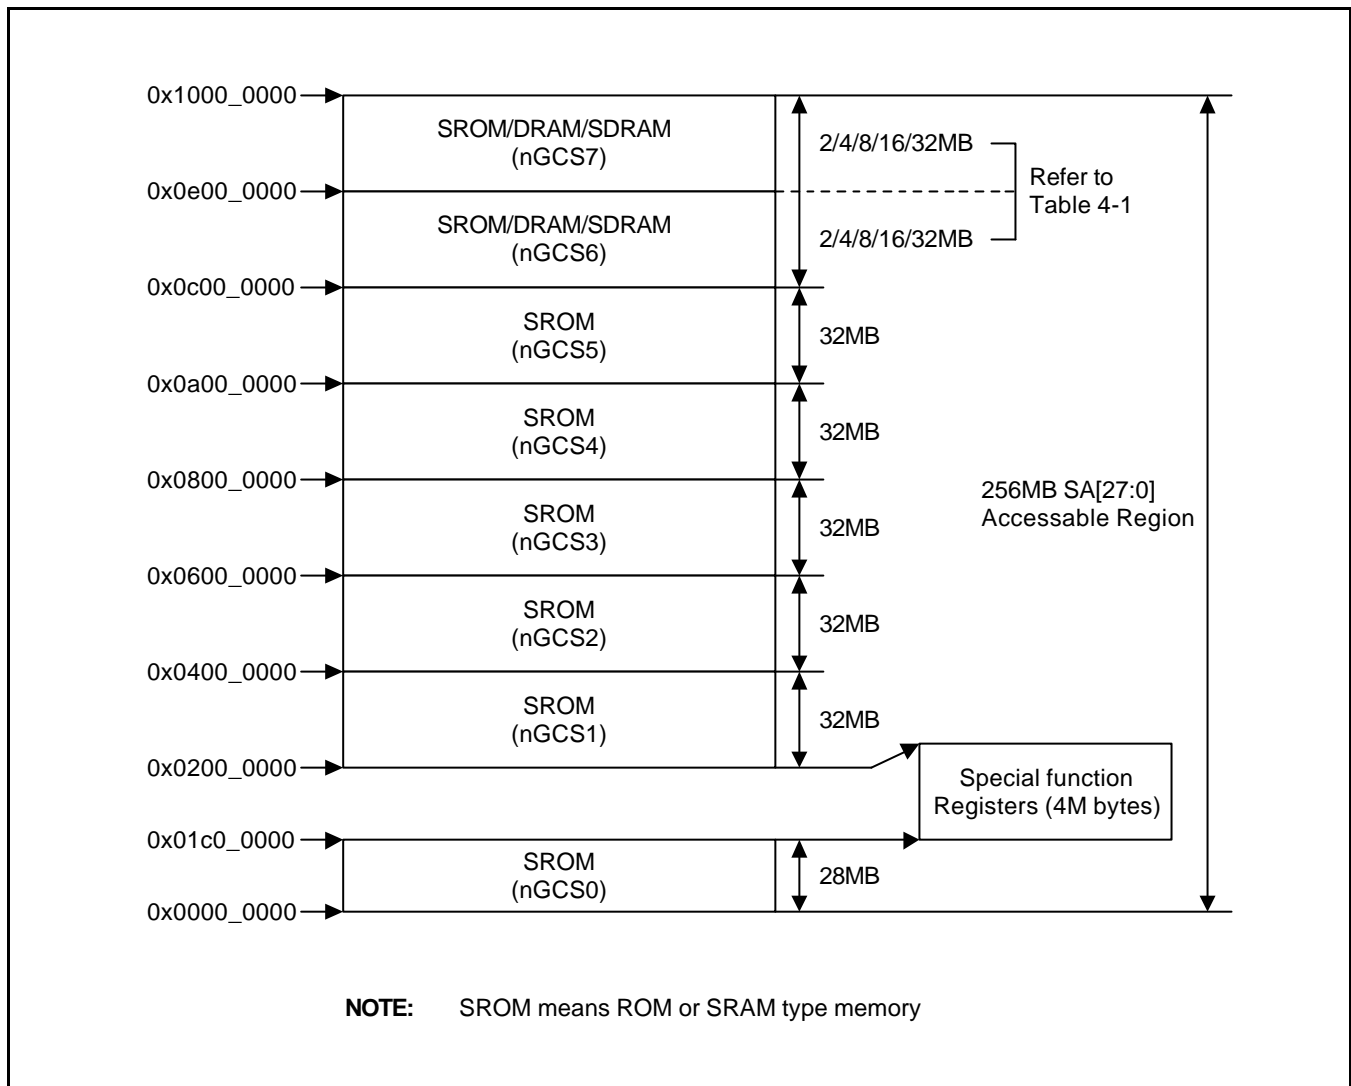 0x1000_0000
SROM/DRAM/SDRAM
(nGCS7)
2/4/8/16/32MB
Refer to
Table 4-1
0x0e00_0000
SROM/DRAM/SDRAM
(nGCS6)
2/4/8/16/32MB
0x0c00_0000
SROM
(nGCS5)
32MB
0x0a00_0000
SROM
(nGCS4)
32MB
0x0800_0000
256MB SA[27:0]
Accessable Region
SROM
(nGCS3)
32MB
0x0600_0000
SROM
(nGCS2)
32MB
0x0400_0000
SROM
(nGCS1)
32MB
0x0200_0000
Special function
Registers (4M bytes)
0x01c0_0000
SROM
(nGCS0)
28MB
0x0000_0000
NOTE: SROM means ROM or SRAM type memory